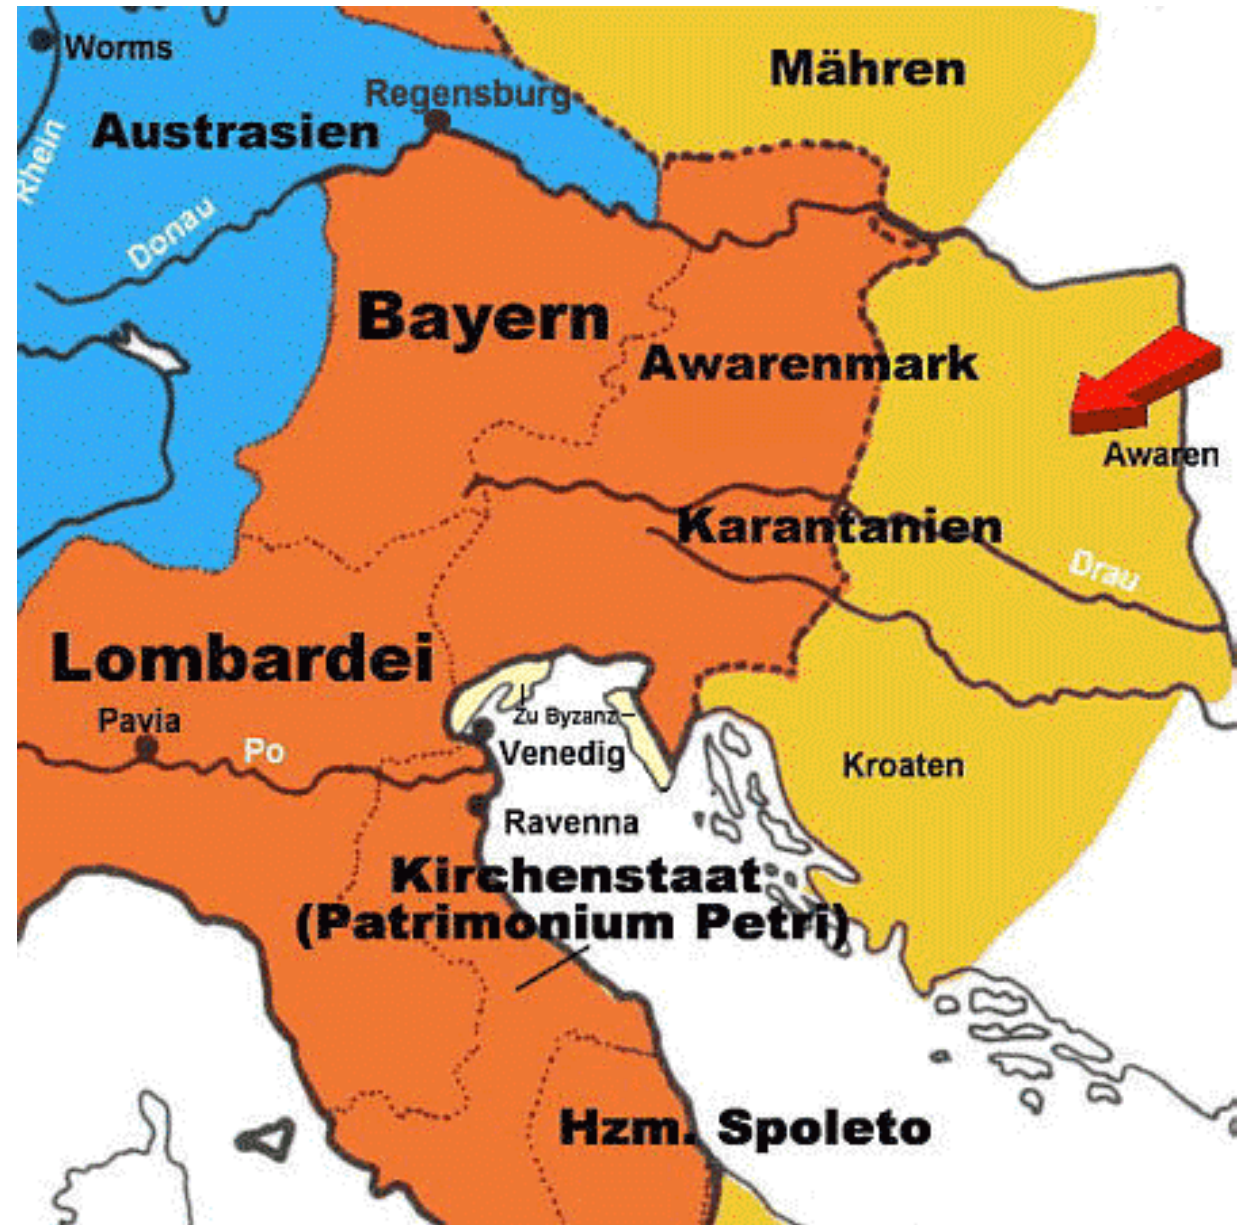 Worms
Mähren
Regensburg
Austrasien
Rhein
Donau
Bayern
Awarenmark
Awaren
Karantanien
Drau
Lombardei
Zu Byzanz
Pavia
Po
Venedig
Kroaten
Ravenna
Kirchenstaat
(Patrimonium Petri)
Hzm. Spoleto